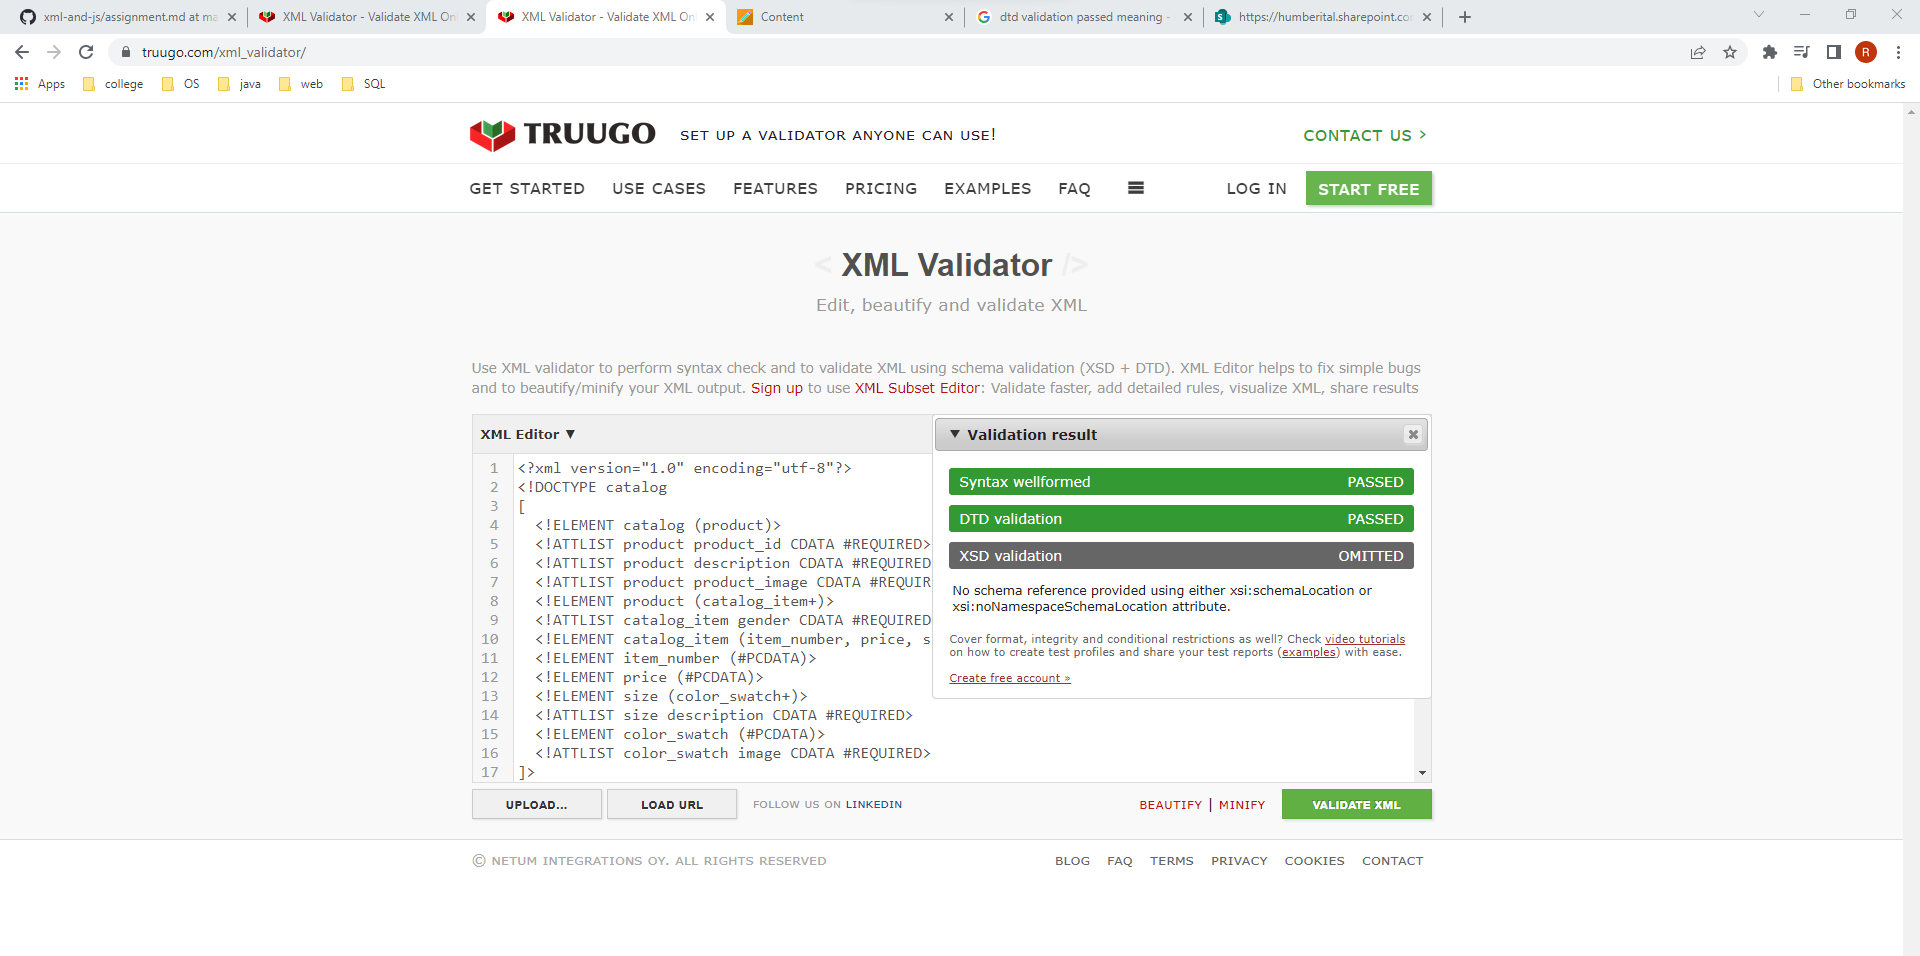 xml-and-js/assignment.md at ma
XML Validator - Validate XML On
XML Validator - Validate XML On
Content
dtd validation passed meaning -
https://humberital.sharepoint.co
truugo.com/xml_validator/
R
Apps
college
OS
java
web
SQL
Other bookmarks
TRUUGO
SET UP A VALIDATOR ANYONE CAN USE!
CONTACT US >
GET STARTED
USE CASES
FEATURES
PRICING
EXAMPLES
FAQ
LOG IN
START FREE
< XML Validator />
Edit, beautify and validate XML
Use XML validator to perform syntax check and to validate XML using schema validation (XSD + DTD). XML Editor helps to fix simple bugs
and to beautify/minify your XML output. Sign up to use XML Subset Editor: Validate faster, add detailed rules, visualize XML, share results
XML Editor ▼
1 <?xml version="1.0" encoding="utf-8"?>
2 <!DOCTYPE catalog
3 [
4 <!ELEMENT catalog (product)>
5 <!ATTLIST product product_id CDATA #REQUIRED>
6 <!ATTLIST product description CDATA #REQUIRED
7 <!ATTLIST product product_image CDATA #REQUIR
8 <!ELEMENT product (catalog_item+)>
9 <!ATTLIST catalog_item gender CDATA #REQUIRED
10 <!ELEMENT catalog_item (item_number, price, s
11 <!ELEMENT item_number (#PCDATA)>
12 <!ELEMENT price (#PCDATA)>
13 <!ELEMENT size (color_swatch+)>
14 <!ATTLIST size description CDATA #REQUIRED>
15 <!ELEMENT color_swatch (#PCDATA)>
16 <!ATTLIST color_swatch image CDATA #REQUIRED>
17 ]>
▼ Validation result
Syntax wellformed PASSED
DTD validation PASSED
XSD validation OMITTED
No schema reference provided using either xsi:schemaLocation or
xsi:noNamespaceSchemaLocation attribute.
Cover format, integrity and conditional restrictions as well? Check video tutorials
on how to create test profiles and share your test reports (examples) with ease.
Create free account »
UPLOAD...
LOAD URL
FOLLOW US ON LINKEDIN
BEAUTIFY | MINIFY
VALIDATE XML
© NETUM INTEGRATIONS OY. ALL RIGHTS RESERVED
BLOG
FAQ
TERMS
PRIVACY
COOKIES
CONTACT